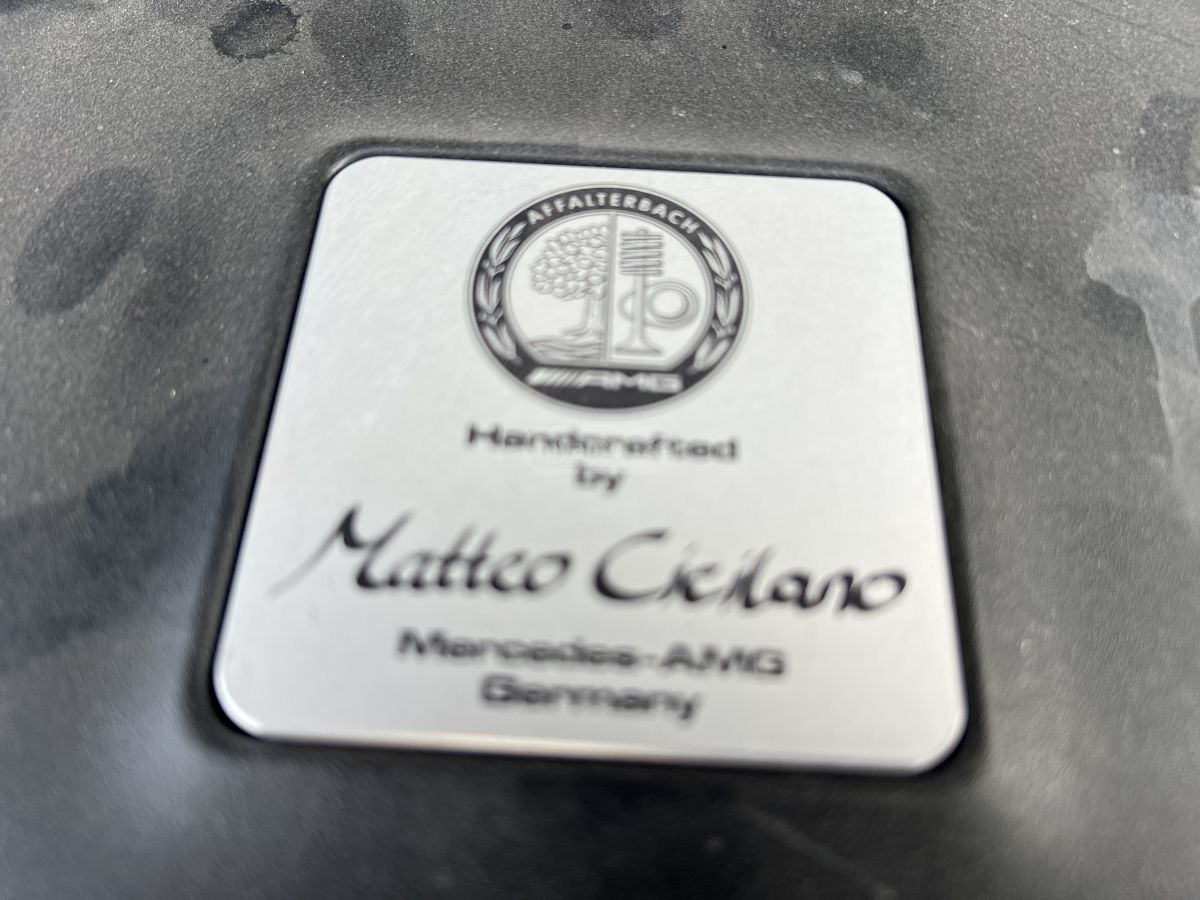 AFFALTERBACH
AMG
Handcrafted
by
Matteo Cicilano
Mercedes-AMG
Germany